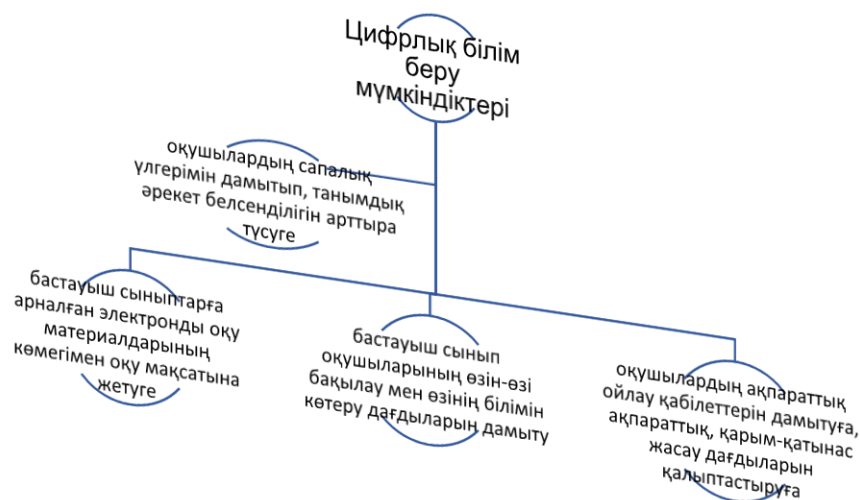 Цифрлық білім
беру
мүмкіндіктері
оқушылардың сапалық
үлгерімін дамытып, танымдық
әрекет белсенділігін арттыра
түсуге
бастауыш сыныптарға
арналған электронды оқу
материалдарының
көмегімен оқу мақсатына
жетуге
бастауыш сынып
оқушыларының өзін-өзі
бақылау мен өзінің білімін
көтеру дағдыларын дамыту
оқушылардың ақпараттық
ойлау қабілеттерін дамытуға,
ақпараттық, қарым-қатынас
жасау дағдыларын
қалыптастыруға